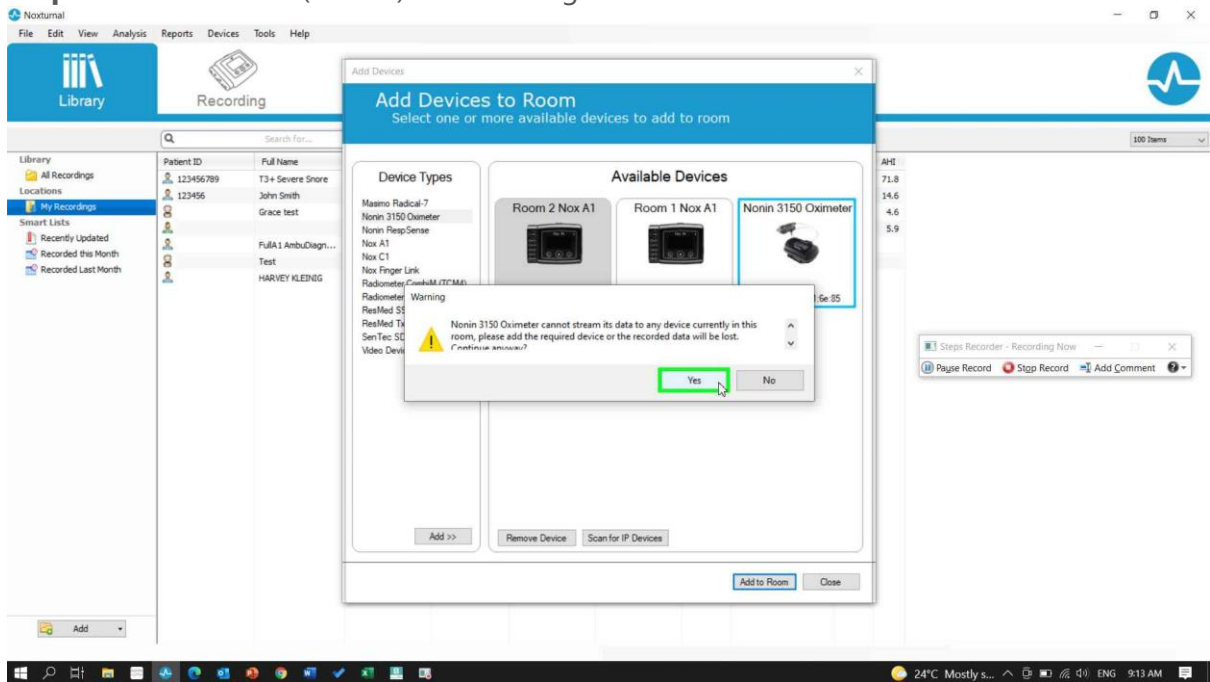 Noxturnal
File Edit View Analysis Reports Devices Tools Help
Library
Recording
Search for...
100 Items
Library
All Recordings
Locations
My Recordings
Smart Lists
Recently Updated
Recorded this Month
Recorded Last Month
Patient ID Full Name AHI
123456789 T3+ Severe Snore 71.8
123456 John Smith 14.6
Grace test 4.6
5.9
FullA1 AmbuDiagn...
Test
HARVEY KLEINIG
Add Devices
Add Devices to Room
Select one or more available devices to add to room
Device Types
Masimo Radical-7
Nonin 3150 Oximeter
Nonin RespSense
Nox A1
Nox C1
Nox Finger Link
Radiometer CombiM (TCM4)
Radiometer
ResMed
ResMed Tx
SenTec
Video Devi
Available Devices
Room 2 Nox A1
Room 1 Nox A1
Nonin 3150 Oximeter
6e:85
Warning
Nonin 3150 Oximeter cannot stream its data to any device currently in this
room, please add the required device or the recorded data will be lost.
Continue anyway?
Yes No
Add >>
Remove Device Scan for IP Devices
Add to Room Close
Steps Recorder - Recording Now
Pause Record Stop Record Add Comment
Add
24°C Mostly s... ENG 9:13 AM